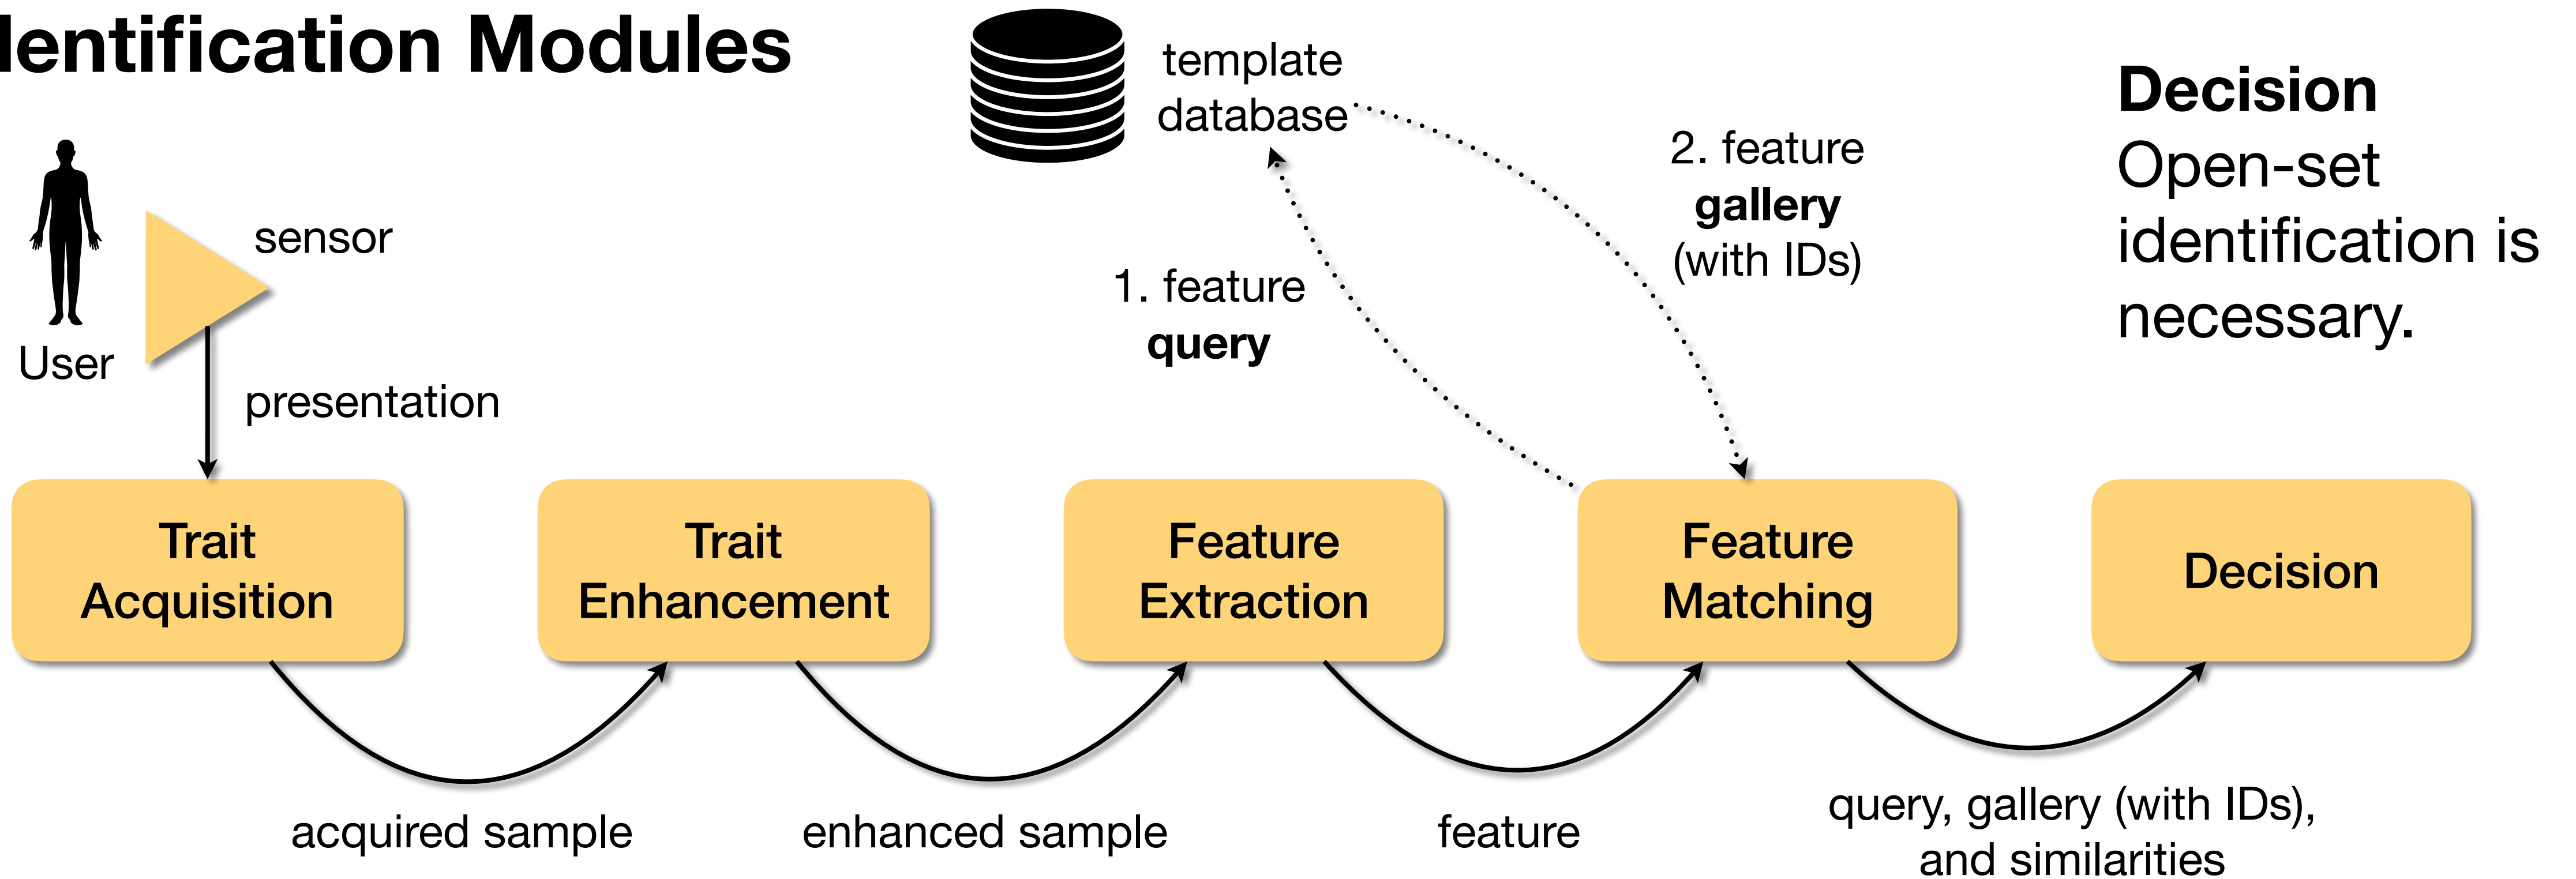 lentification Modules
template
database
Decision
Open-set
identification is
necessary.
2. feature
gallery
(with IDs)
sensor
1. feature
query
User
presentation
Trait
Acquisition
Trait
Enhancement
Feature
Extraction
Feature
Matching
Decision
acquired sample
enhanced sample
feature
query, gallery (with IDs),
and similarities